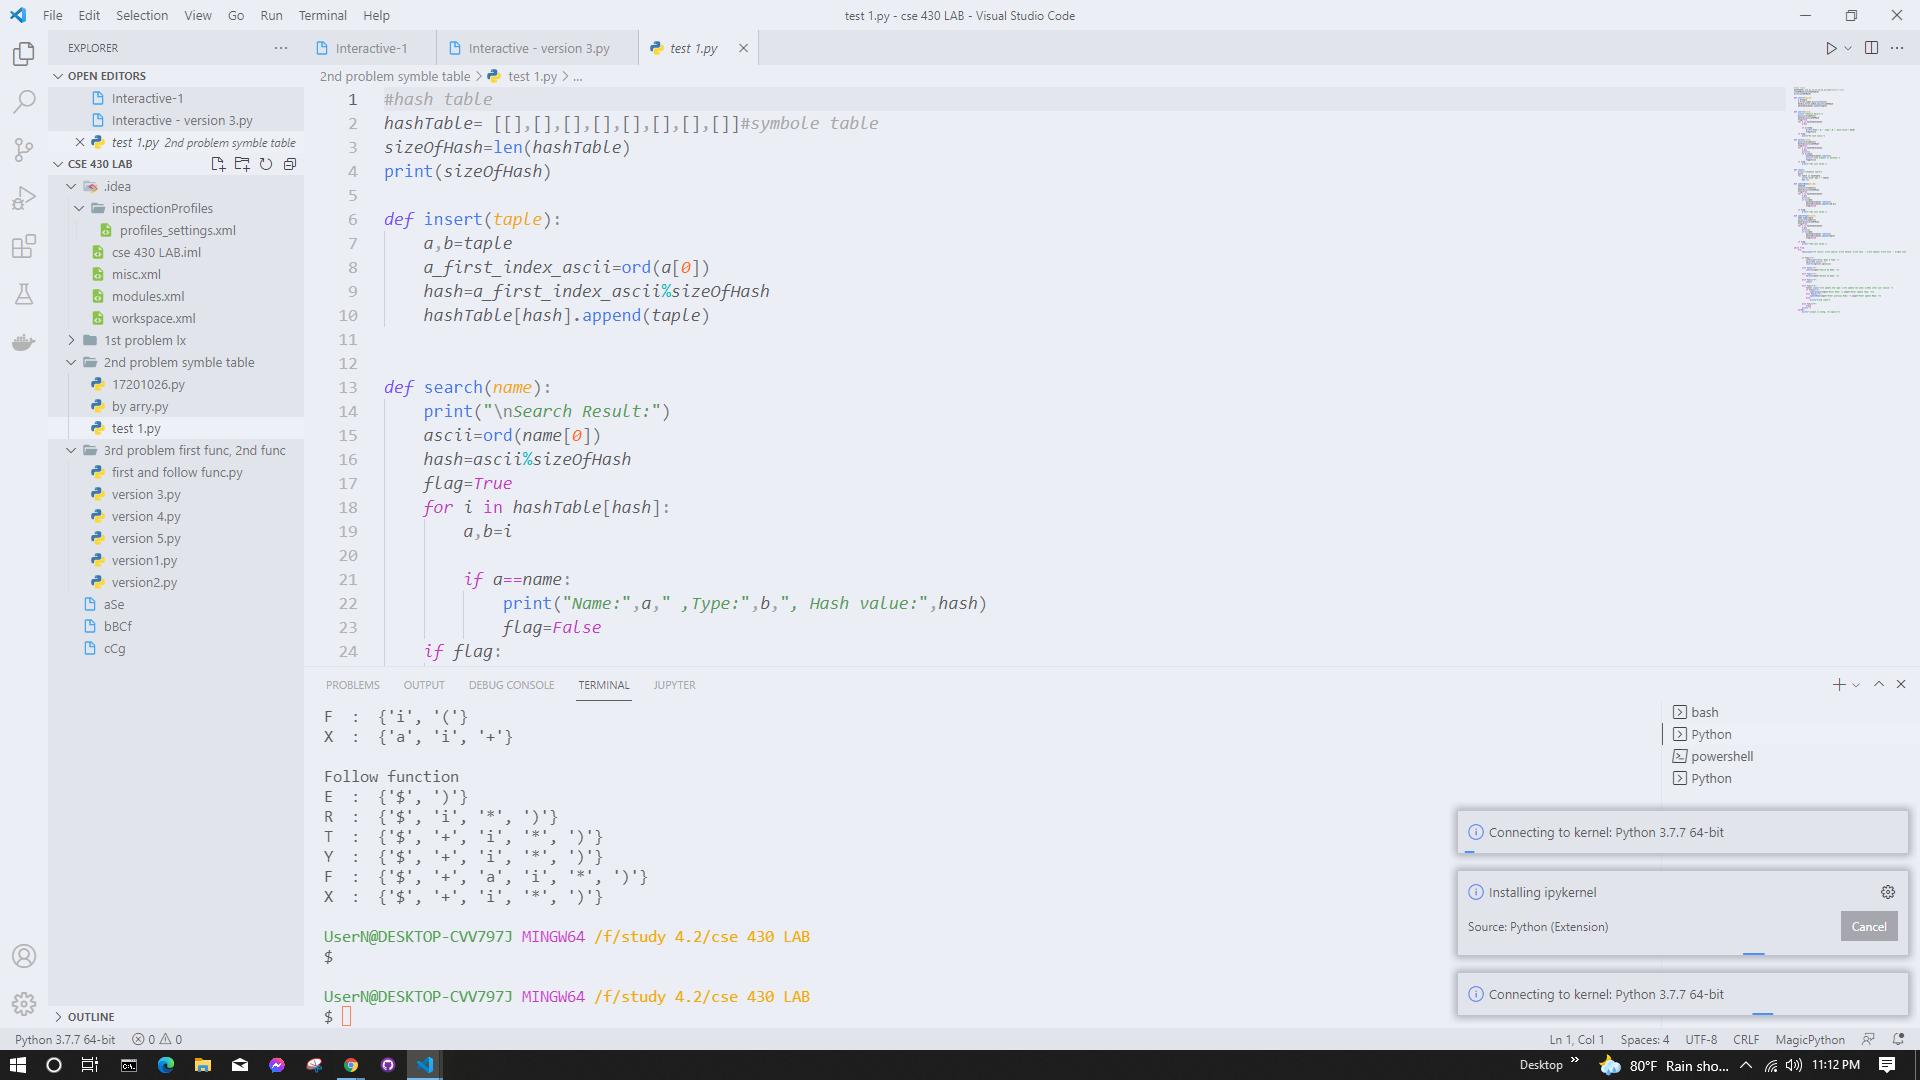 File Edit Selection View Go Run Terminal Help
test 1.py - cse 430 LAB - Visual Studio Code
EXPLORER
OPEN EDITORS
Interactive-1
Interactive - version 3.py
test 1.py 2nd problem symble table
CSE 430 LAB
.idea
inspectionProfiles
profiles_settings.xml
cse 430 LAB.iml
misc.xml
modules.xml
workspace.xml
1st problem lx
2nd problem symble table
17201026.py
by arry.py
test 1.py
3rd problem first func, 2nd func
first and follow func.py
version 3.py
version 4.py
version 5.py
version1.py
version2.py
aSe
bBCf
cCg
OUTLINE
Interactive-1
Interactive - version 3.py
test 1.py
2nd problem symble table > test 1.py > ...
1 #hash table
2 hashTable= [[],[],[],[],[],[],[],[]]#symbole table
3 sizeOfHash=len(hashTable)
4 print(sizeOfHash)
5
6 def insert(taple):
7 a,b=taple
8 a_first_index_ascii=ord(a[0])
9 hash=a_first_index_ascii%sizeOfHash
10 hashTable[hash].append(taple)
11
12
13 def search(name):
14 print("\nSearch Result:")
15 ascii=ord(name[0])
16 hash=ascii%sizeOfHash
17 flag=True
18 for i in hashTable[hash]:
19 a,b=i
20
21 if a==name:
22 print("Name:",a," ,Type:",b,", Hash value:",hash)
23 flag=False
24 if flag:
PROBLEMS OUTPUT DEBUG CONSOLE TERMINAL JUPYTER
F : {'i', '('}
X : {'a', 'i', '+'}
Follow function
E : {'$', ')'}
R : {'$', 'i', '*', ')'}
T : {'$', '+', 'i', '*', ')'}
Y : {'$', '+', 'i', '*', ')'}
F : {'$', '+', 'a', 'i', '*', ')'}
X : {'$', '+', 'i', '*', ')'}
UserN@DESKTOP-CVV797J MINGW64 /f/study 4.2/cse 430 LAB
$
UserN@DESKTOP-CVV797J MINGW64 /f/study 4.2/cse 430 LAB
$
bash
Python
powershell
Python
Connecting to kernel: Python 3.7.7 64-bit
Installing ipykernel
Source: Python (Extension)
Cancel
Connecting to kernel: Python 3.7.7 64-bit
Python 3.7.7 64-bit 0 0
Ln 1, Col 1 Spaces: 4 UTF-8 CRLF MagicPython
Desktop 80°F Rain sho... 11:12 PM